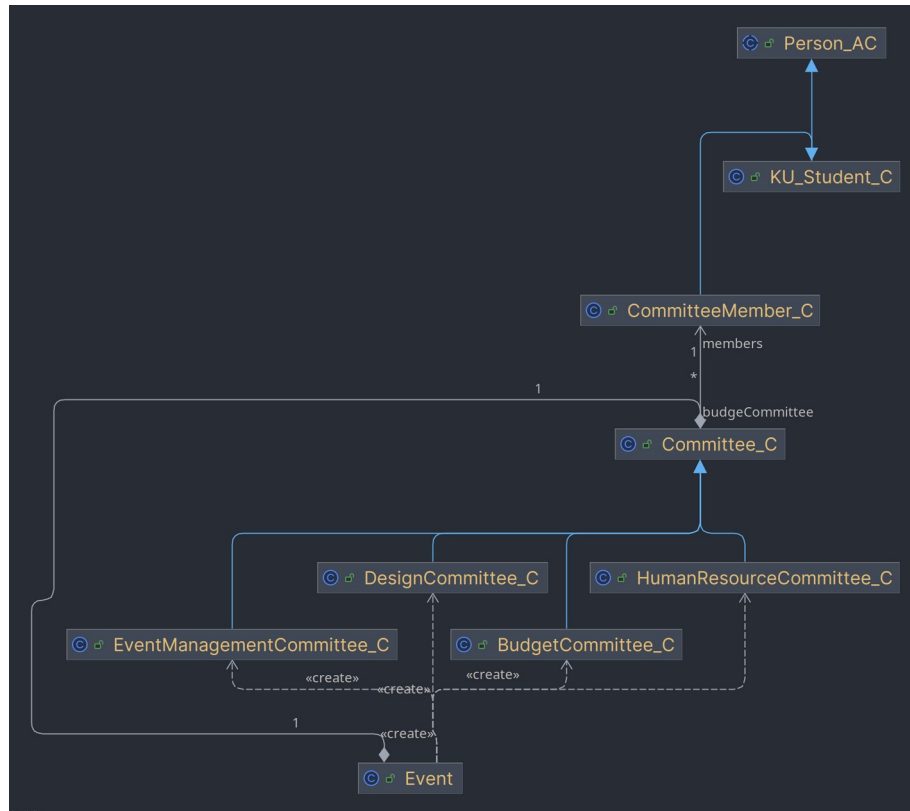 Person_AC
KU_Student_C
CommitteeMember_C
members
1
*
1
budgeCommittee
Committee_C
DesignCommittee_C
HumanResourceCommittee_C
EventManagementCommittee_C
BudgetCommittee_C
«create»
«create»
«create»
1
«create»
Event